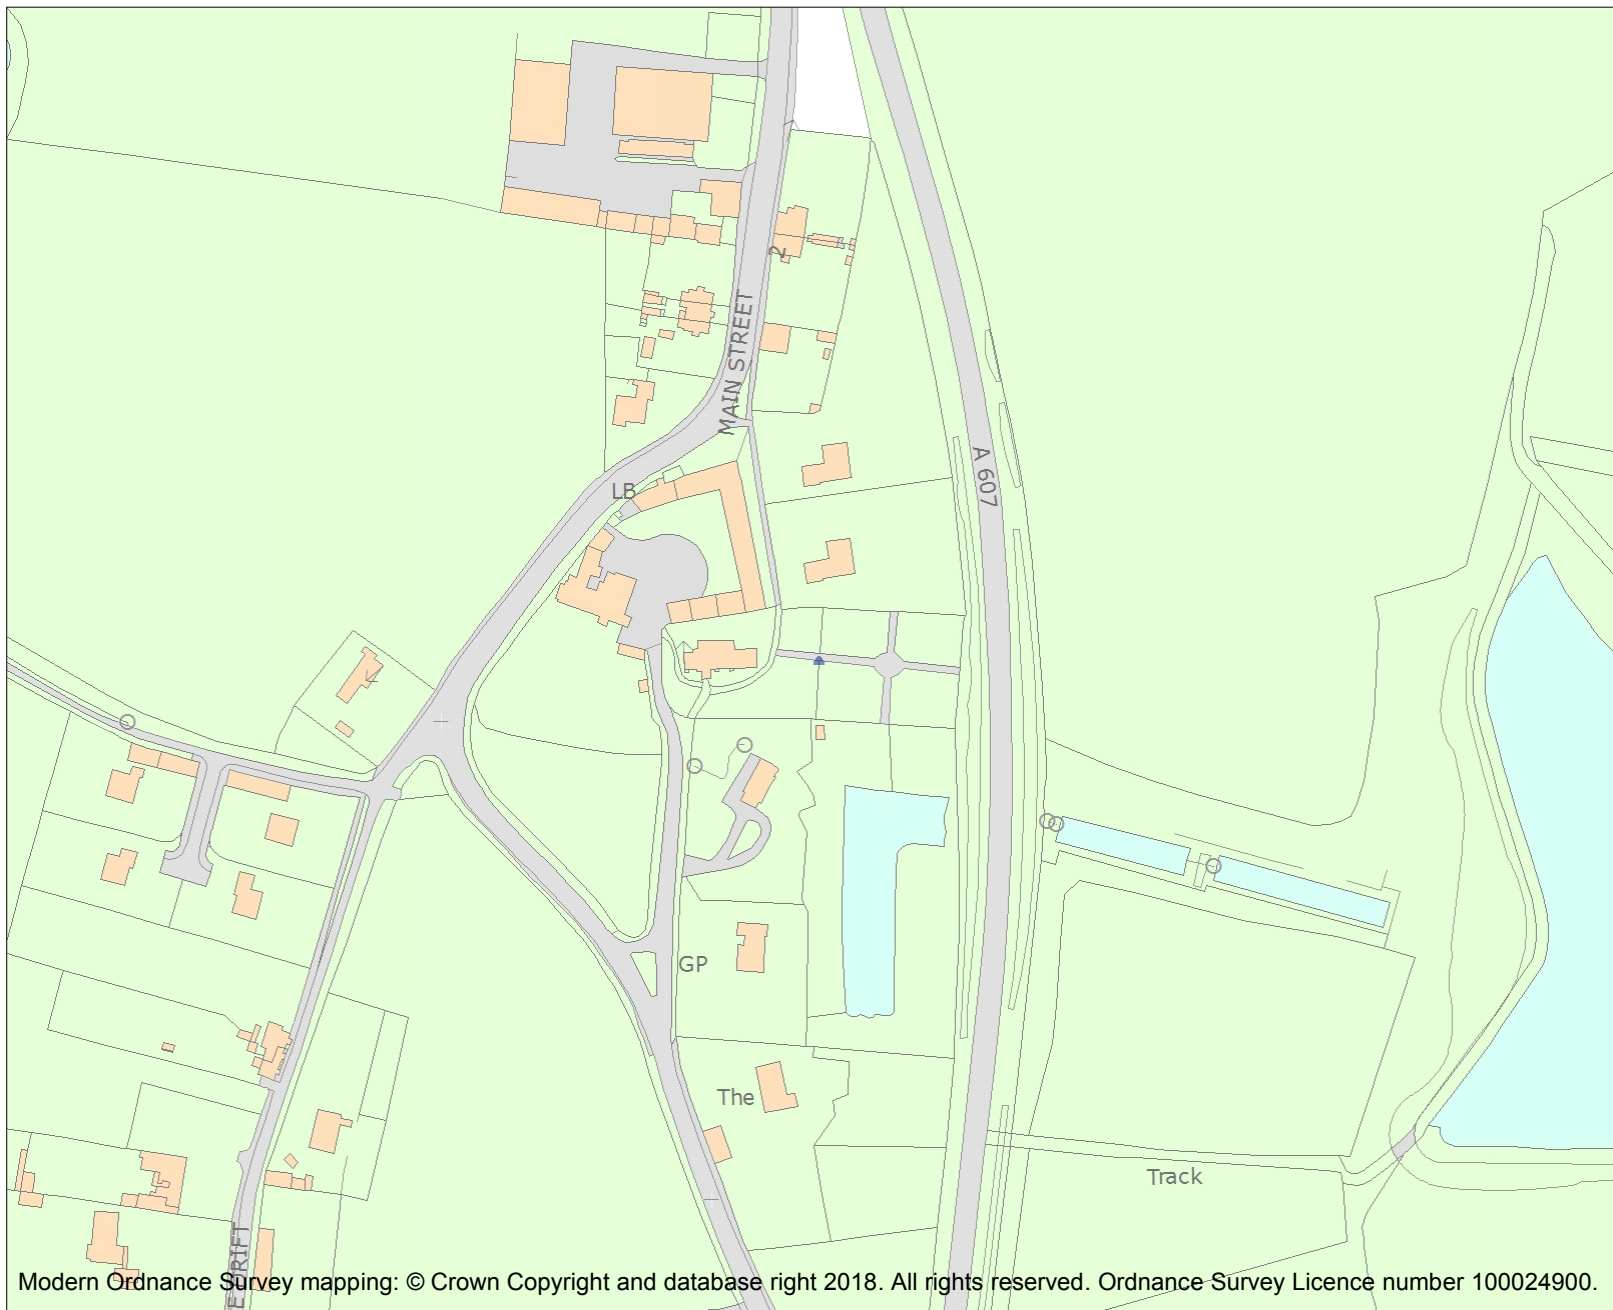 2
MAIN STREET
A 607
LB
GP
The
Track
E DRIFT
Modern Ordnance Survey mapping: © Crown Copyright and database right 2018. All rights reserved. Ordnance Survey Licence number 100024900.